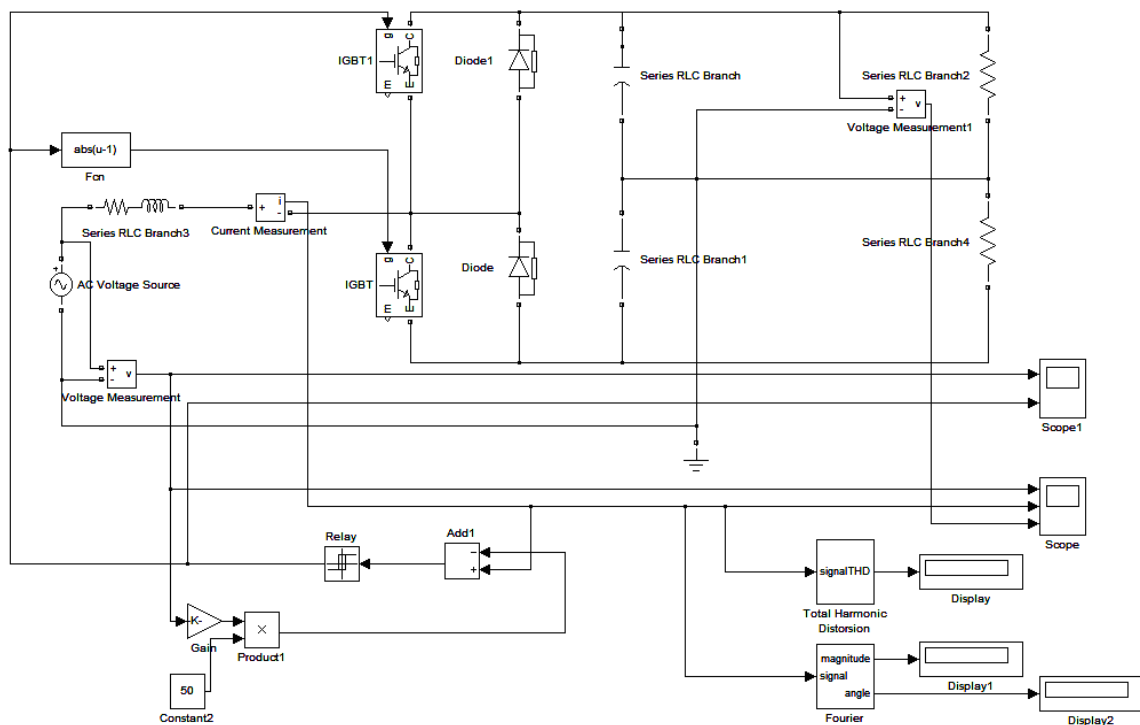 g
C
IGBT1
m
E
Diode1
Series RLC Branch
Series RLC Branch2
+
-
v
Voltage Measurement1
abs(u-1)
Fcn
Series RLC Branch3
+
i
-
Current Measurement
g
C
IGBT
m
E
Diode
Series RLC Branch1
Series RLC Branch4
+
AC Voltage Source
+
-
v
Voltage Measurement
Scope1
Scope
Relay
Add1
-
+
-K-
Gain
×
Product1
50
Constant2
signalTHD
Total Harmonic
Distorsion
Display
magnitude
signal
angle
Fourier
Display1
Display2